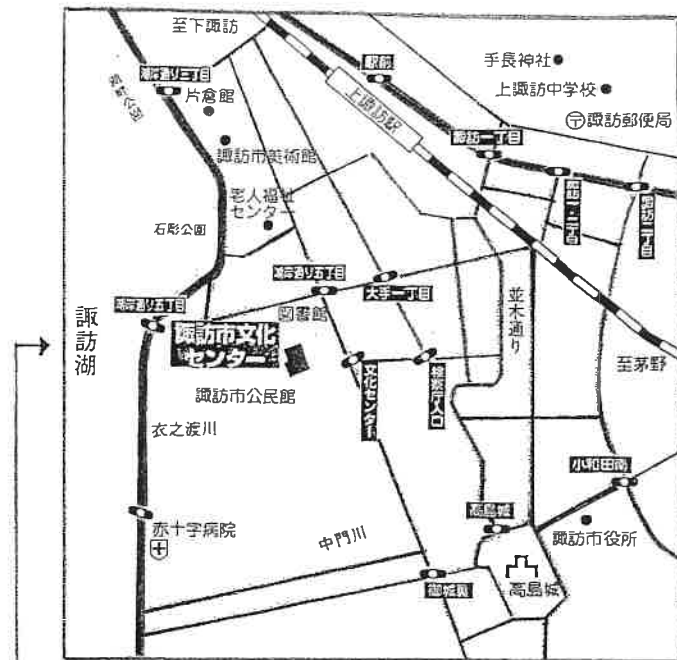 至下諏訪
湖岸通り三丁目
片倉館
諏訪市美術館
老人福祉
センター
石彫公園
駅前
上諏訪駅
手長神社
上諏訪中学校
〒諏訪郵便局
諏訪一丁目
諏訪二丁目
湖岸通り五丁目
大手一丁目
湖岸通り五丁目
図書館
諏訪市文化
センター
諏訪市公民館
文化センター
検察庁入口
並木通り
至茅野
諏訪湖
衣之渡川
小和田南
赤十字病院
中門川
高島城
諏訪市役所
高島城